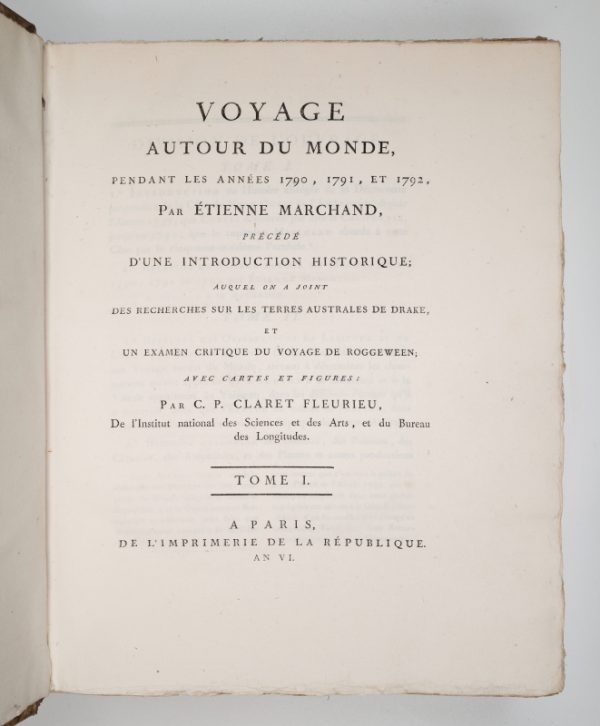 VOYAGE
AUTOUR DU MONDE,
PENDANT LES ANNÉES 1790, 1791, ET 1792,
PAR ÉTIENNE MARCHAND,
PRÉCÉDÉ
D'UNE INTRODUCTION HISTORIQUE;
AUQUEL ON A JOINT
DES RECHERCHES SUR LES TERRES AUSTRALES DE DRAKE,
ET
UN EXAMEN CRITIQUE DU VOYAGE DE ROGGEWEEN;
AVEC CARTES ET FIGURES:
PAR C. P. CLARET FLEURIEU,
De l'Institut national des Sciences et des Arts, et du Bureau
des Longitudes.
TOME I.
A PARIS,
DE L'IMPRIMERIE DE LA RÉPUBLIQUE.
AN VI.